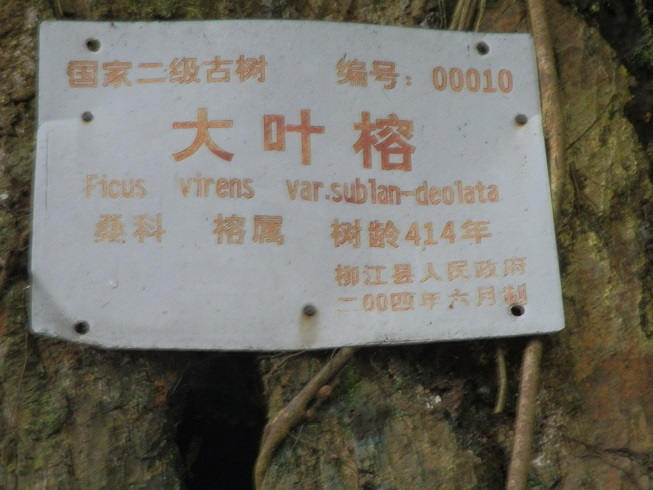 国家二级古树 编号：00010
大叶榕
Ficus virens var.sublan-deolata
桑科 榕属 树龄414年
柳江县人民政府
二00四年六月制